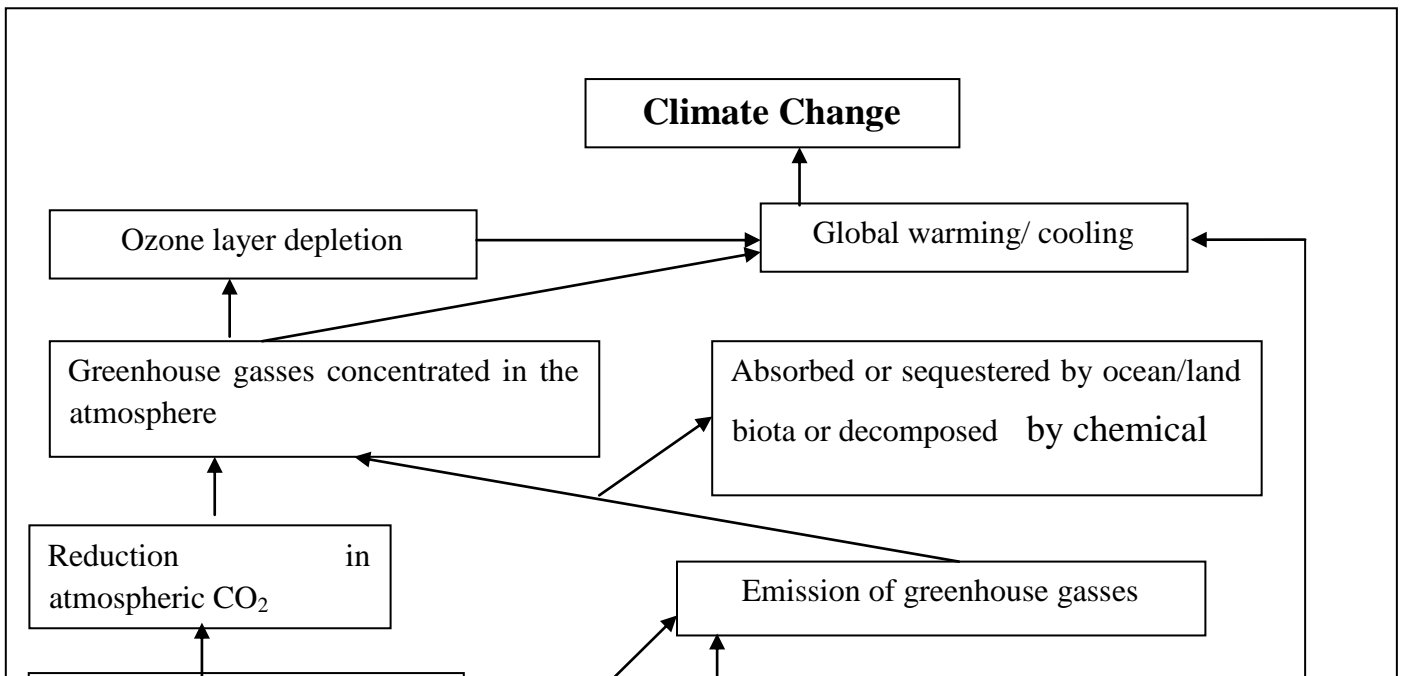 Climate Change
Ozone layer depletion
Global warming/ cooling
Greenhouse gasses concentrated in the
atmosphere
Absorbed or sequestered by ocean/land
biota or decomposed by chemical
Reduction in
atmospheric CO₂
Emission of greenhouse gasses